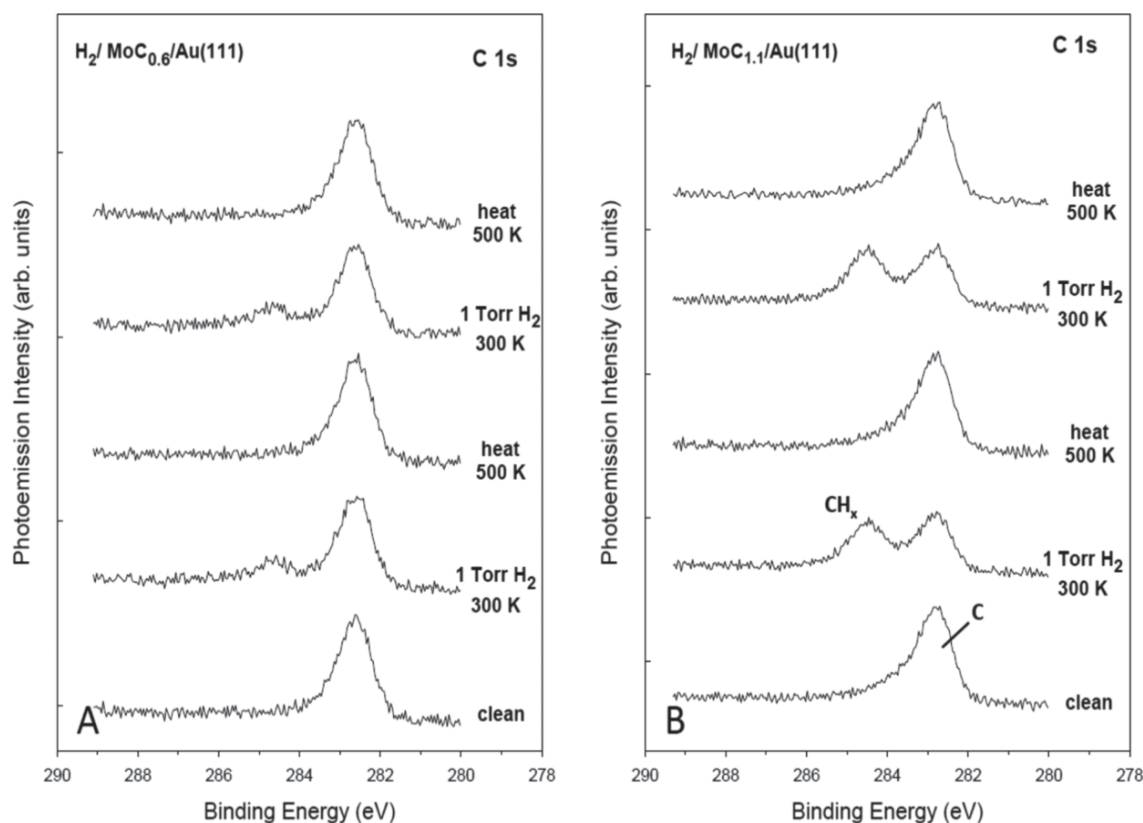 H₂/ MoC₀.₆/Au(111)
C 1s
heat
500 K
1 Torr H₂
300 K
heat
500 K
1 Torr H₂
300 K
clean
A
Photoemission Intensity (arb. units)
290 288 286 284 282 280 278
Binding Energy (eV)
H₂/ MoC₁.₁/Au(111)
C 1s
heat
500 K
1 Torr H₂
300 K
heat
500 K
CHₓ
1 Torr H₂
300 K
C
clean
B
Photoemission Intensity (arb. units)
290 288 286 284 282 280 278
Binding Energy (eV)